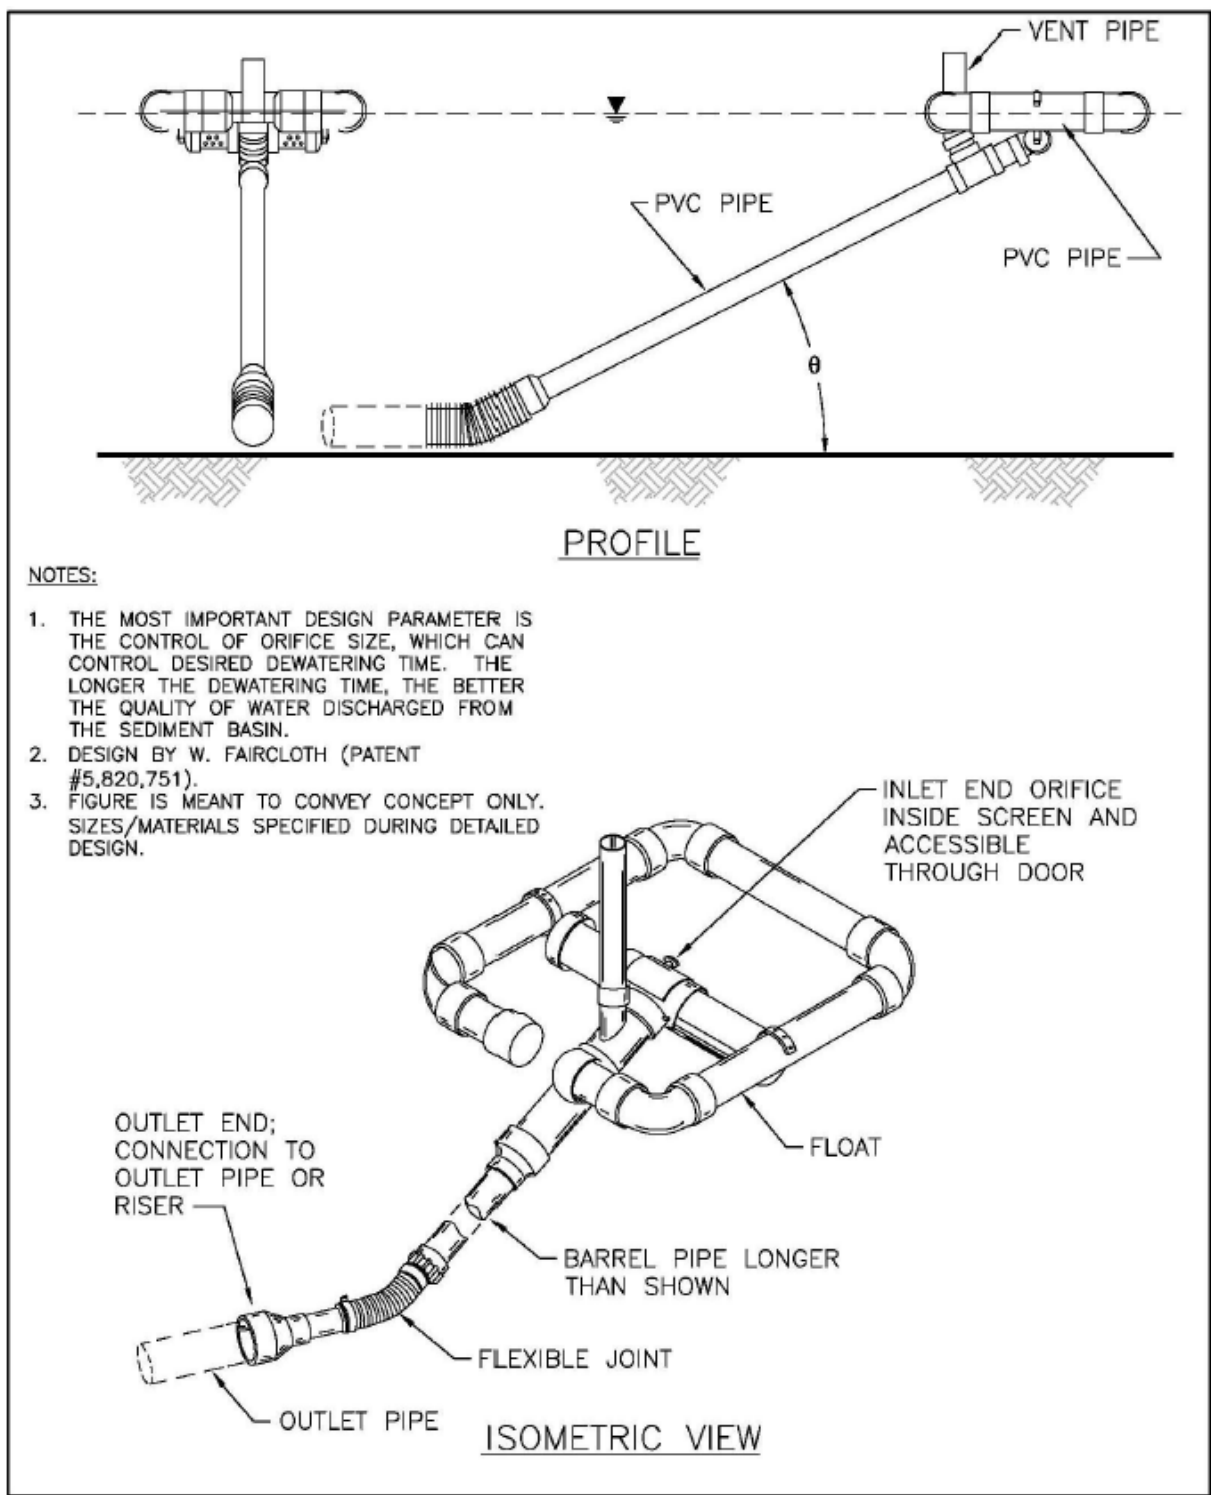 VENT PIPE
PVC PIPE
PVC PIPE
θ
PROFILE
NOTES:
1. THE MOST IMPORTANT DESIGN PARAMETER IS
THE CONTROL OF ORIFICE SIZE, WHICH CAN
CONTROL DESIRED DEWATERING TIME. THE
LONGER THE DEWATERING TIME, THE BETTER
THE QUALITY OF WATER DISCHARGED FROM
THE SEDIMENT BASIN.
2. DESIGN BY W. FAIRCLOTH (PATENT
#5,820,751).
3. FIGURE IS MEANT TO CONVEY CONCEPT ONLY.
SIZES/MATERIALS SPECIFIED DURING DETAILED
DESIGN.
INLET END ORIFICE
INSIDE SCREEN AND
ACCESSIBLE
THROUGH DOOR
FLOAT
OUTLET END;
CONNECTION TO
OUTLET PIPE OR
RISER
BARREL PIPE LONGER
THAN SHOWN
FLEXIBLE JOINT
OUTLET PIPE
ISOMETRIC VIEW